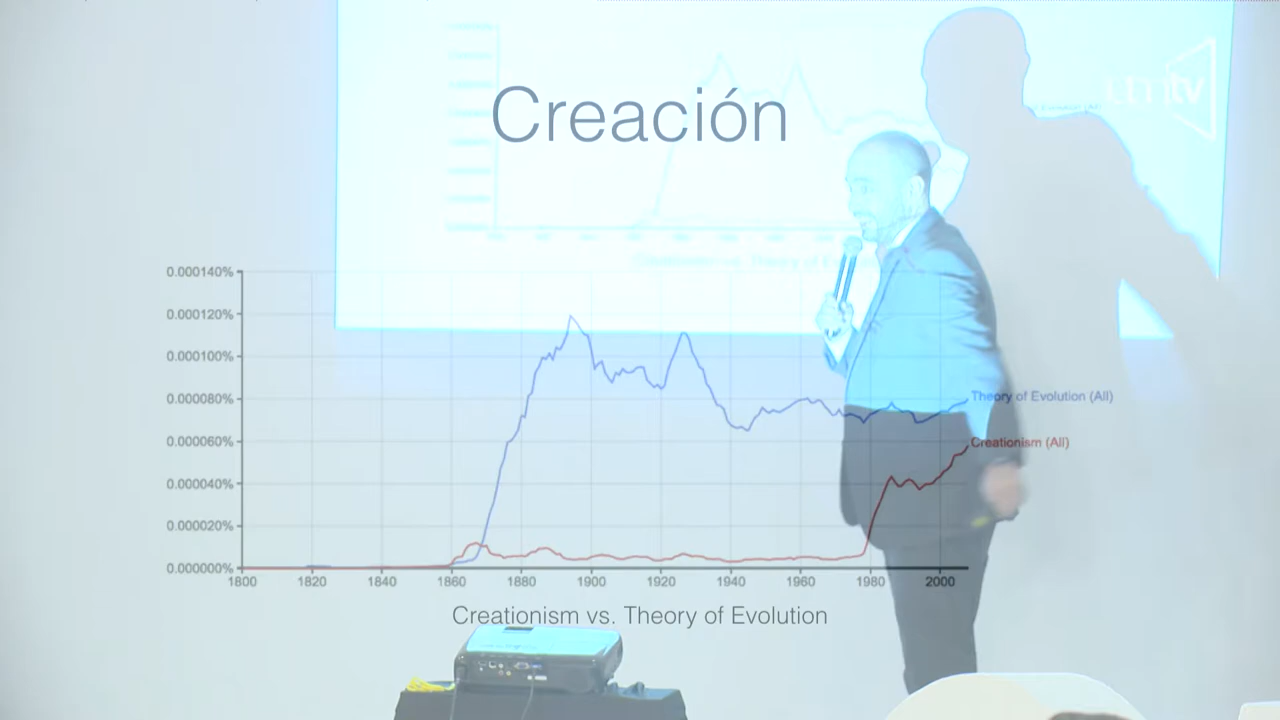 Creación
0.000140%
0.000120%
0.000100%
0.000080%
0.000060%
0.000040%
0.000020%
0.000000%
1800 1820 1840 1860 1880 1900 1920 1940 1960 1980 2000
Theory of Evolution (All)
Creationism (All)
Creationism vs. Theory of Evolution